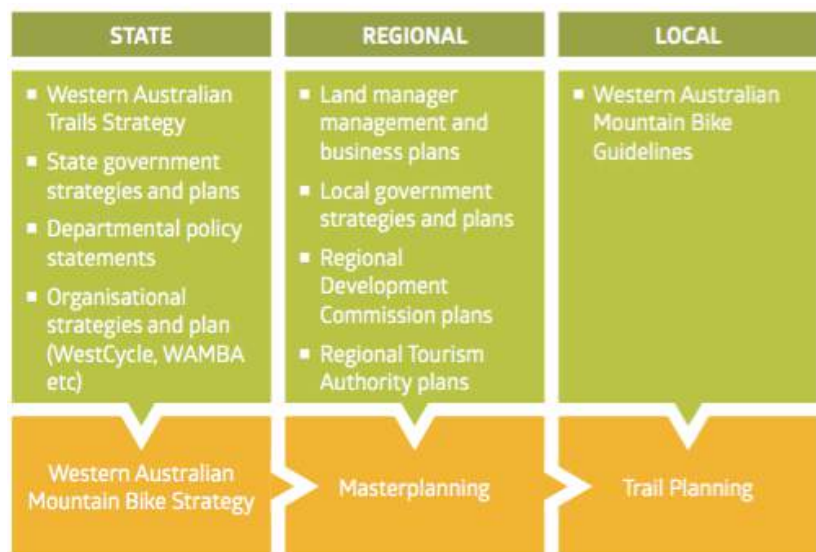 STATE
■ Western Australian
Trails Strategy
■ State government
strategies and plans
■ Departmental policy
statements
■ Organisational
strategies and plan
(WestCycle, WAMBA
etc)
Western Australian
Mountain Bike Strategy
REGIONAL
■ Land manager
management and
business plans
■ Local government
strategies and plans
■ Regional
Development
Commission plans
■ Regional Tourism
Authority plans
Masterplanning
LOCAL
■ Western Australian
Mountain Bike
Guidelines
Trail Planning